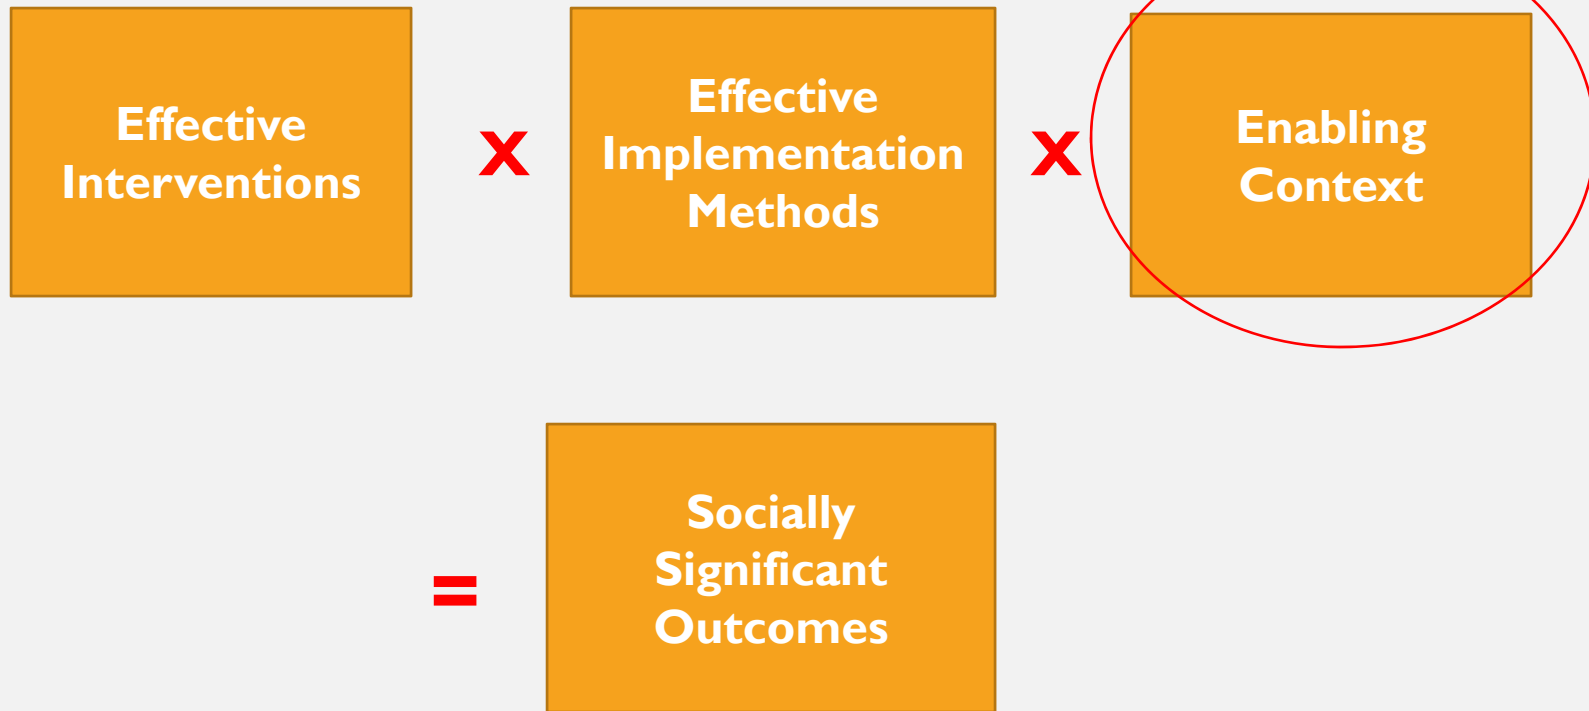 Effective
Interventions
x
Effective
Implementation
Methods
x
Enabling
Context
=
Socially
Significant
Outcomes